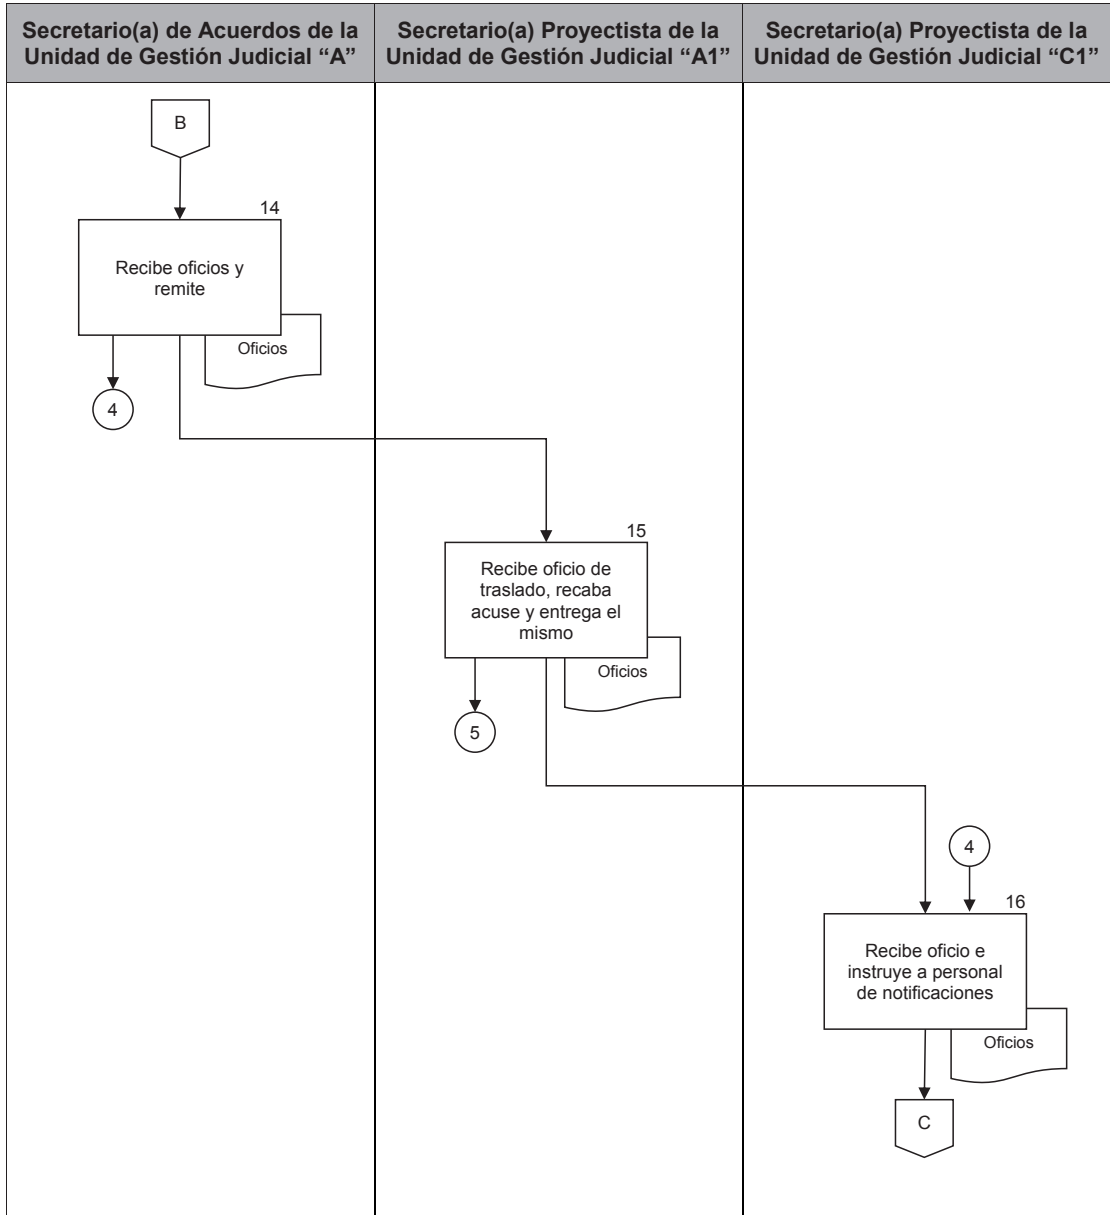 Secretario(a) de Acuerdos de la
Unidad de Gestión Judicial “A”
Secretario(a) Proyectista de la
Unidad de Gestión Judicial “A1”
Secretario(a) Proyectista de la
Unidad de Gestión Judicial “C1”
B
14
Recibe oficios y
remite
Oficios
4
15
Recibe oficio de
traslado, recaba
acuse y entrega el
mismo
Oficios
5
4
16
Recibe oficio e
instruye a personal
de notificaciones
Oficios
C